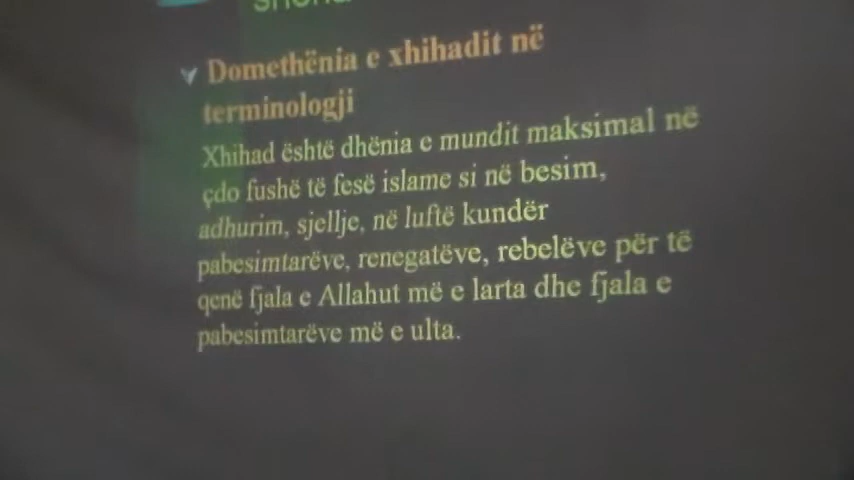 Domethënia e xhihadit në
terminologji
Xhihad është dhënia e mundit maksimal në
çdo fushë të fesë islame si në besim,
adhurim, sjellje, në luftë kundër
pabesimtarëve, renegatëve, rebelëve për të
qenë fjala e Allahut më e larta dhe fjala e
pabesimtarëve më e ulta.